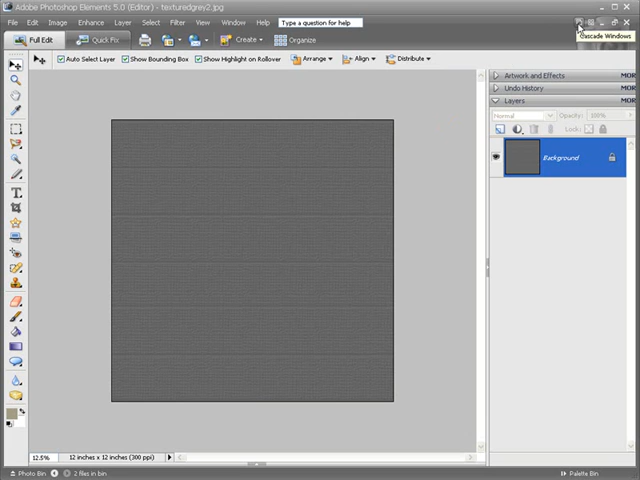 Adobe Photoshop Elements 5.0 (Editor) - texturedgrey2.jpg
File Edit Image Enhance Layer Select Filter View Window Help Type a question for help
Cascade Windows
Full Edit Quick Fix Create Organize
Auto Select Layer Show Bounding Box Show Highlight on Rollover Arrange Align Distribute
Artwork and Effects MOR
Undo History MOR
Layers MOR
Normal Opacity: 100%
Lock:
Background
T
12.5% 12 inches x 12 inches (300 ppi)
Photo Bin 2 files in bin Palette Bin